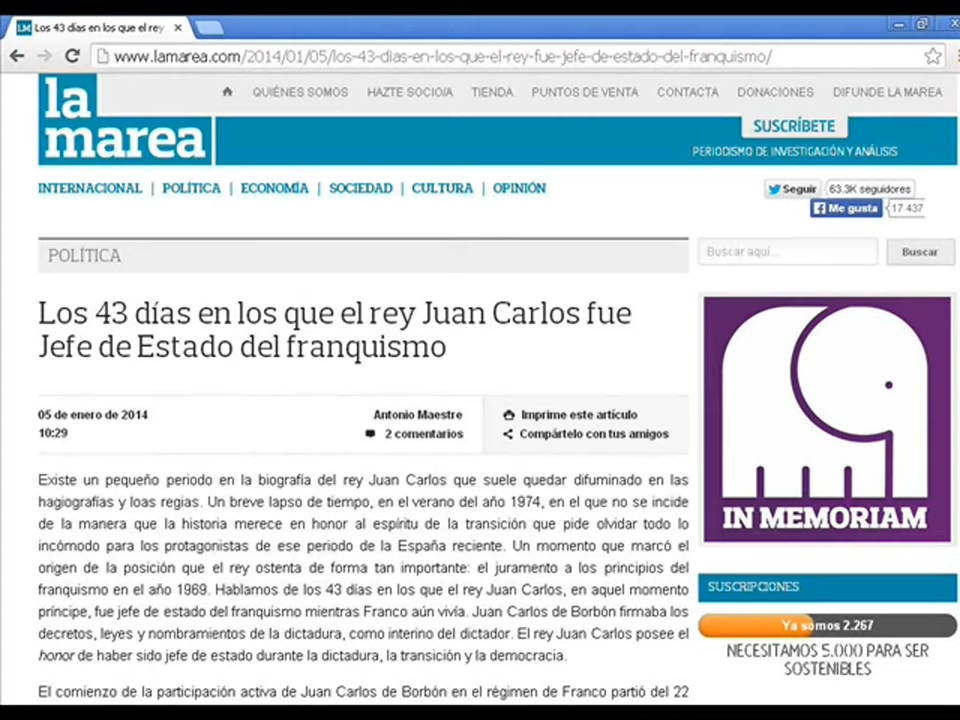 Los 43 días en los que el rey
www.lamarea.com/2014/01/05/los-43-dias-en-los-que-el-rey-fue-jefe-de-estado-del-franquismo/
la
marea
QUIÉNES SOMOS HAZTE SOCIO/A TIENDA PUNTOS DE VENTA CONTACTA DONACIONES DIFUNDE LA MAREA
SUSCRÍBETE
PERIODISMO DE INVESTIGACIÓN Y ANÁLISIS
INTERNACIONAL | POLÍTICA | ECONOMÍA | SOCIEDAD | CULTURA | OPINIÓN
Seguir 63.3K seguidores
Me gusta 17.437
POLÍTICA
Buscar aquí... Buscar
Los 43 días en los que el rey Juan Carlos fue
Jefe de Estado del franquismo
05 de enero de 2014
10:29
Antonio Maestre
2 comentarios
Imprime este artículo
Compártelo con tus amigos
Existe un pequeño periodo en la biografía del rey Juan Carlos que suele quedar difuminado en las
hagiografías y loas regias. Un breve lapso de tiempo, en el verano del año 1974, en el que no se incide
de la manera que la historia merece en honor al espíritu de la transición que pide olvidar todo lo
incómodo para los protagonistas de ese periodo de la España reciente. Un momento que marcó el
origen de la posición que el rey ostenta de forma tan importante: el juramento a los principios del
franquismo en el año 1969. Hablamos de los 43 días en los que el rey Juan Carlos, en aquel momento
príncipe, fue jefe de estado del franquismo mientras Franco aún vivía. Juan Carlos de Borbón firmaba los
decretos, leyes y nombramientos de la dictadura, como interino del dictador. El rey Juan Carlos posee el
honor de haber sido jefe de estado durante la dictadura, la transición y la democracia.
El comienzo de la participación activa de Juan Carlos de Borbón en el régimen de Franco partió del 22
IN MEMORIAM
SUSCRIPCIONES
Ya somos 2.267
NECESITAMOS 5.000 PARA SER
SOSTENIBLES